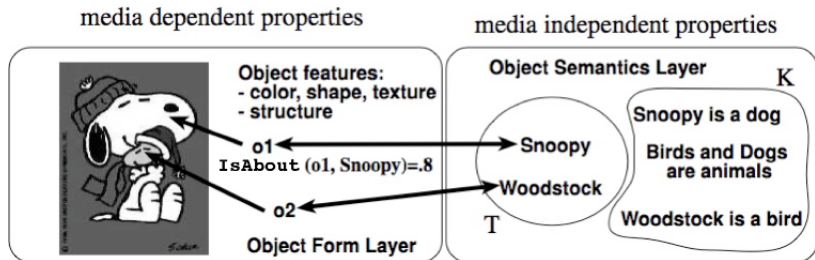 media dependent properties
media independent properties
Object features:
- color, shape, texture
- structure
o1
IsAbout (o1, Snoopy)=.8
o2
Object Form Layer
Object Semantics Layer
K
Snoopy
Woodstock
T
Snoopy is a dog
Birds and Dogs
are animals
Woodstock is a bird